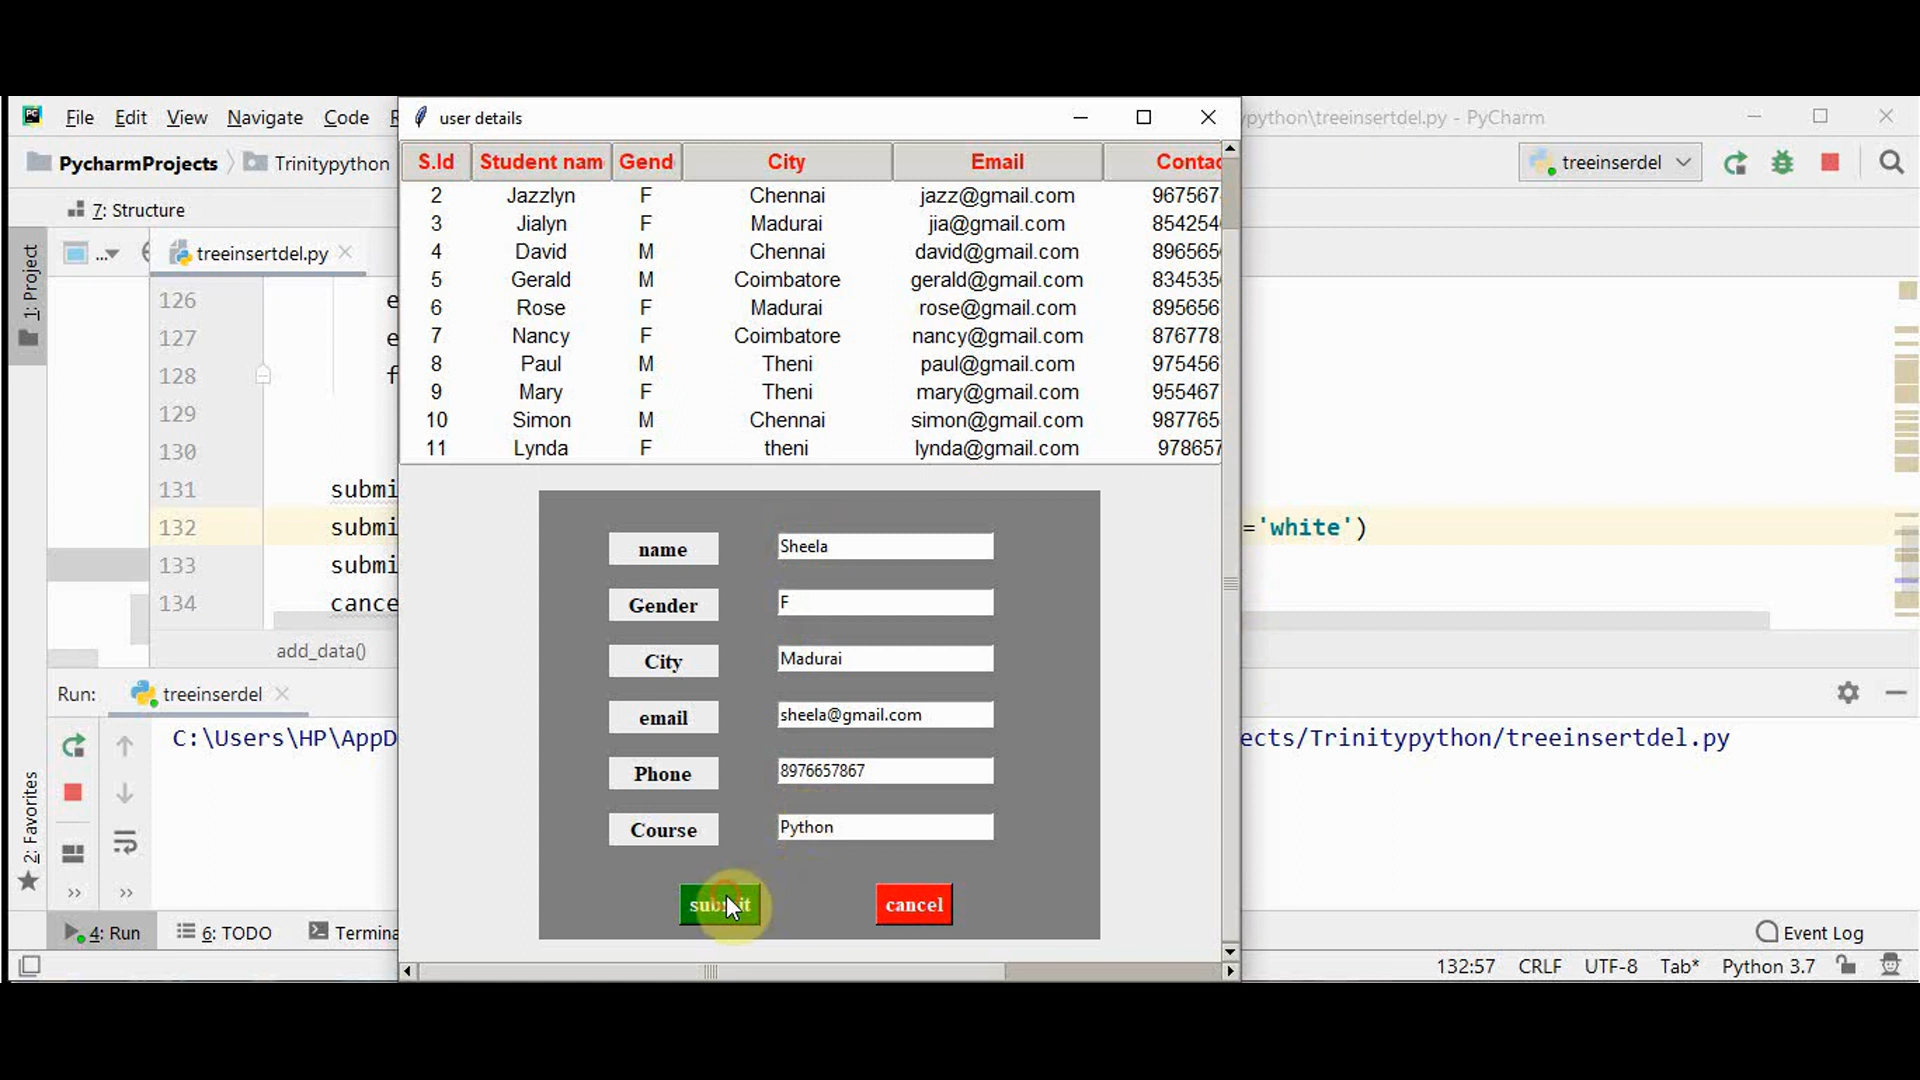 File Edit View Navigate Code
user details
ypython\treeinsertdel.py - PyCharm
PycharmProjects Trinitypython
treeinserdel
S.Id Student nam Gend City Email Contac
2 Jazzlyn F Chennai jazz@gmail.com 967567
3 Jialyn F Madurai jia@gmail.com 854254
4 David M Chennai david@gmail.com 896565
5 Gerald M Coimbatore gerald@gmail.com 834535
6 Rose F Madurai rose@gmail.com 895656
7 Nancy F Coimbatore nancy@gmail.com 876778
8 Paul M Theni paul@gmail.com 975456
9 Mary F Theni mary@gmail.com 955467
10 Simon M Chennai simon@gmail.com 987765
11 Lynda F theni lynda@gmail.com 978657
7: Structure
1: Project
... treeinsertdel.py
126 e
127 e
128 f
129
130
131 submi
132 submi ='white')
133 submi
134 cance
add_data()
name Sheela
Gender F
City Madurai
email sheela@gmail.com
Phone 8976657867
Course Python
submit cancel
Run: treeinserdel
C:\Users\HP\AppD ects/Trinitypython/treeinsertdel.py
2: Favorites
4: Run 6: TODO Termina Event Log
132:57 CRLF UTF-8 Tab* Python 3.7